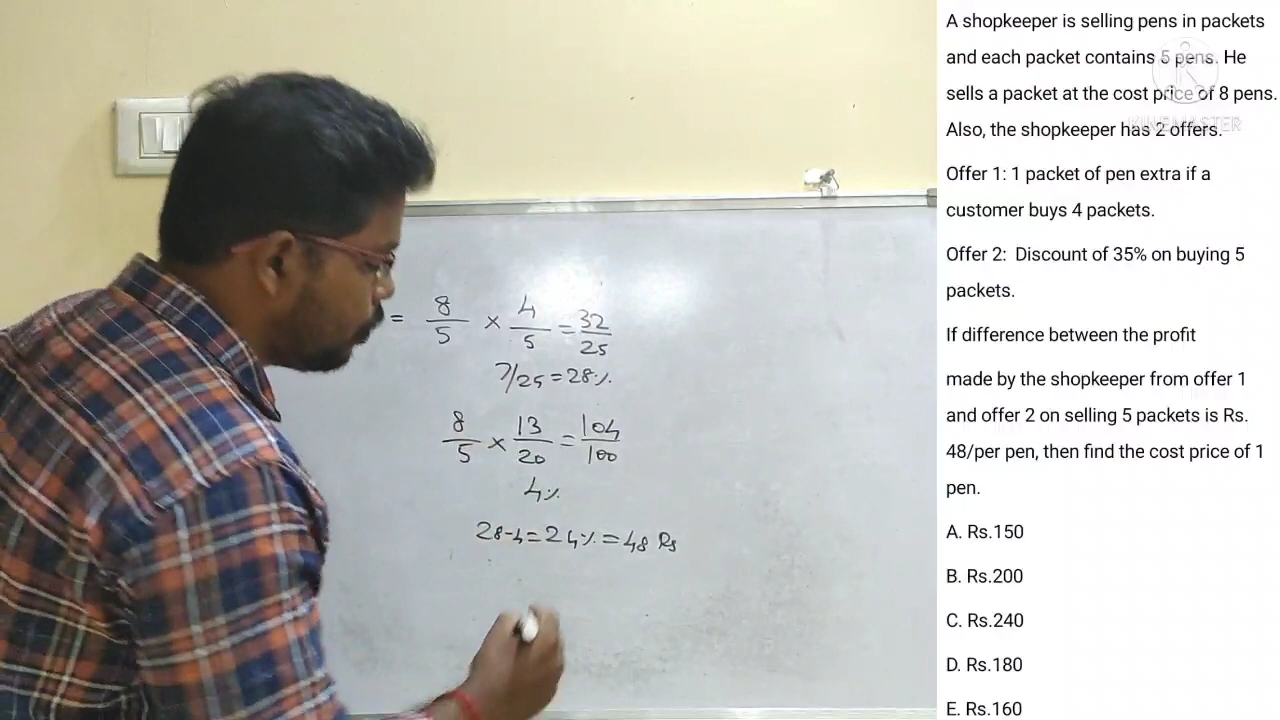 = 8/5 × 4/5 = 32/25
7/25 = 28%
8/5 × 13/20 = 104/100
4%
28-4 = 24% = 48 Rs
A shopkeeper is selling pens in packets
and each packet contains 5 pens. He
sells a packet at the cost price of 8 pens.
Also, the shopkeeper has 2 offers.
KINEMASTER
Offer 1: 1 packet of pen extra if a
customer buys 4 packets.
Offer 2: Discount of 35% on buying 5
packets.
If difference between the profit
made by the shopkeeper from offer 1
and offer 2 on selling 5 packets is Rs.
48/per pen, then find the cost price of 1
pen.
A. Rs.150
B. Rs.200
C. Rs.240
D. Rs.180
E. Rs.160